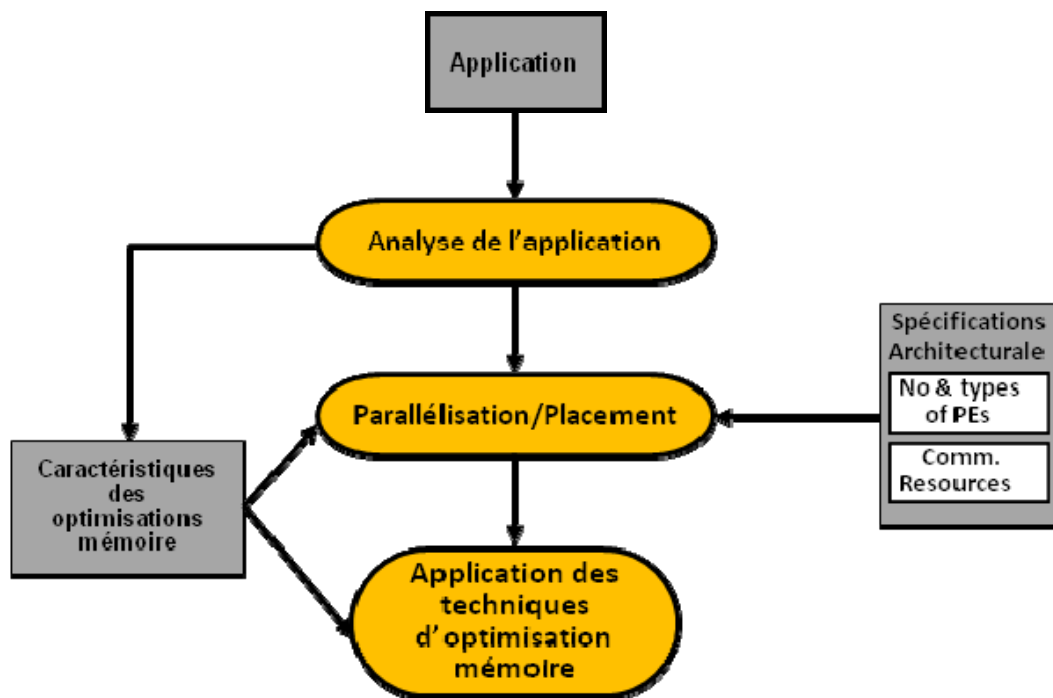 Application
Analyse de l'application
Spécifications
Architecturale
No & types
of PEs
Comm.
Resources
Parallélisation/Placement
Caractéristiques
des
optimisations
mémoire
Application des
techniques
d'optimisation
mémoire